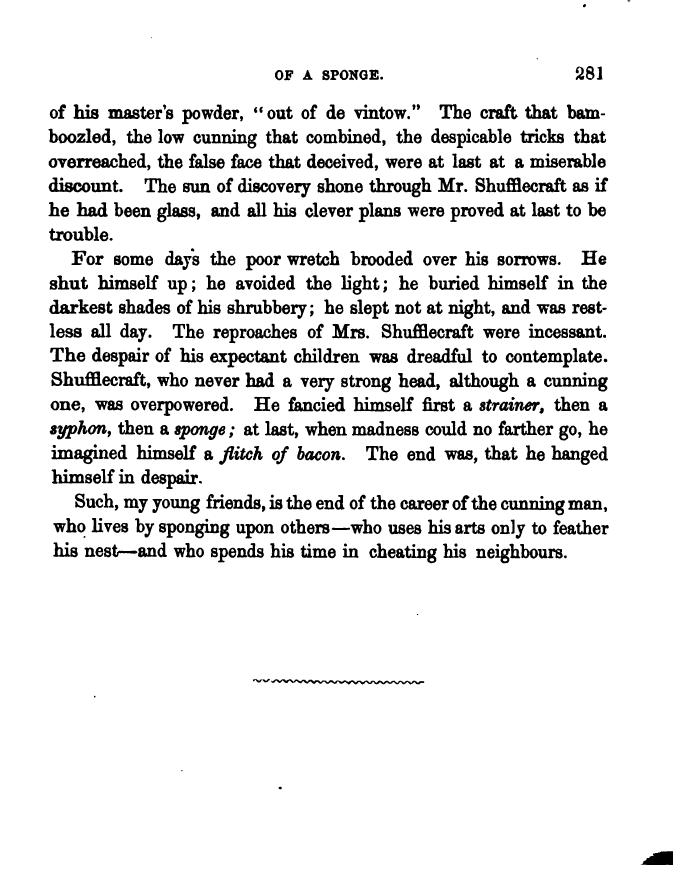 OF A SPONGE. 281
of his master's powder, “out of de vintow.” The craft that bam-
boozled, the low cunning that combined, the despicable tricks that
overreached, the false face that deceived, were at last at a miserable
discount. The sun of discovery shone through Mr. Shufflecraft as if
he had been glass, and all his clever plans were proved at last to be
trouble.
For some days the poor wretch brooded over his sorrows. He
shut himself up; he avoided the light; he buried himself in the
darkest shades of his shrubbery; he slept not at night, and was rest-
less all day. The reproaches of Mrs. Shufflecraft were incessant.
The despair of his expectant children was dreadful to contemplate.
Shufflecraft, who never had a very strong head, although a cunning
one, was overpowered. He fancied himself first a strainer, then a
syphon, then a sponge; at last, when madness could no farther go, he
imagined himself a flitch of bacon. The end was, that he hanged
himself in despair.
Such, my young friends, is the end of the career of the cunning man,
who lives by sponging upon others—who uses his arts only to feather
his nest—and who spends his time in cheating his neighbours.